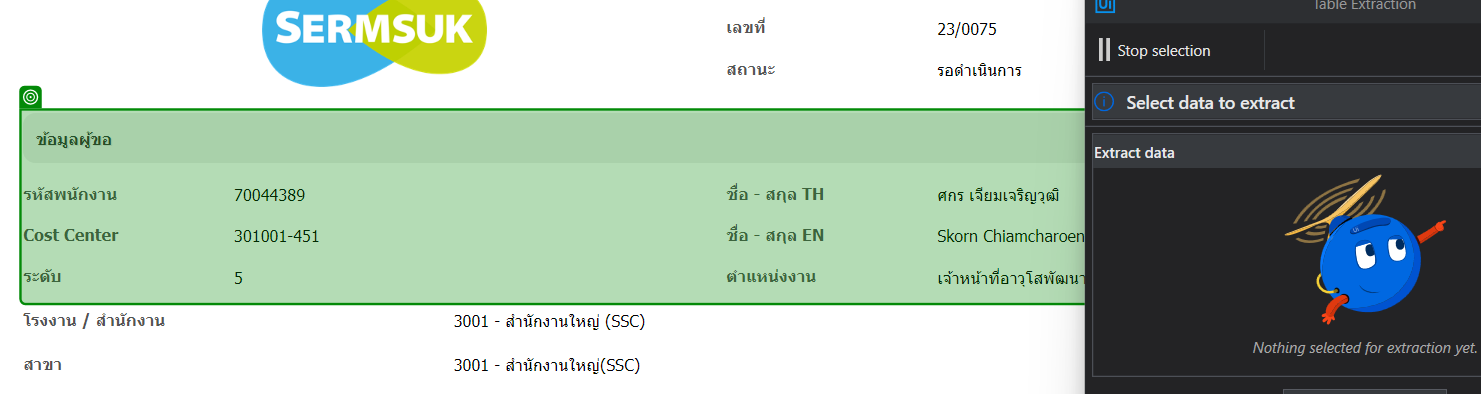 SERMSUK
เลขที่ 23/0075
สถานะ รอดำเนินการ
ข้อมูลผู้ขอ
รหัสพนักงาน 70044389 ชื่อ - สกุล TH ศกร เจียมเจริญวุฒิ
Cost Center 301001-451 ชื่อ - สกุล EN Skorn Chiamcharoen
ระดับ 5 ตำแหน่งงาน เจ้าหน้าที่อาวุโสพัฒนา
โรงงาน / สำนักงาน 3001 - สำนักงานใหญ่ (SSC)
สาขา 3001 - สำนักงานใหญ่(SSC)
Ui Table Extraction
Stop selection
Select data to extract
Extract data
Ui
Nothing selected for extraction yet.